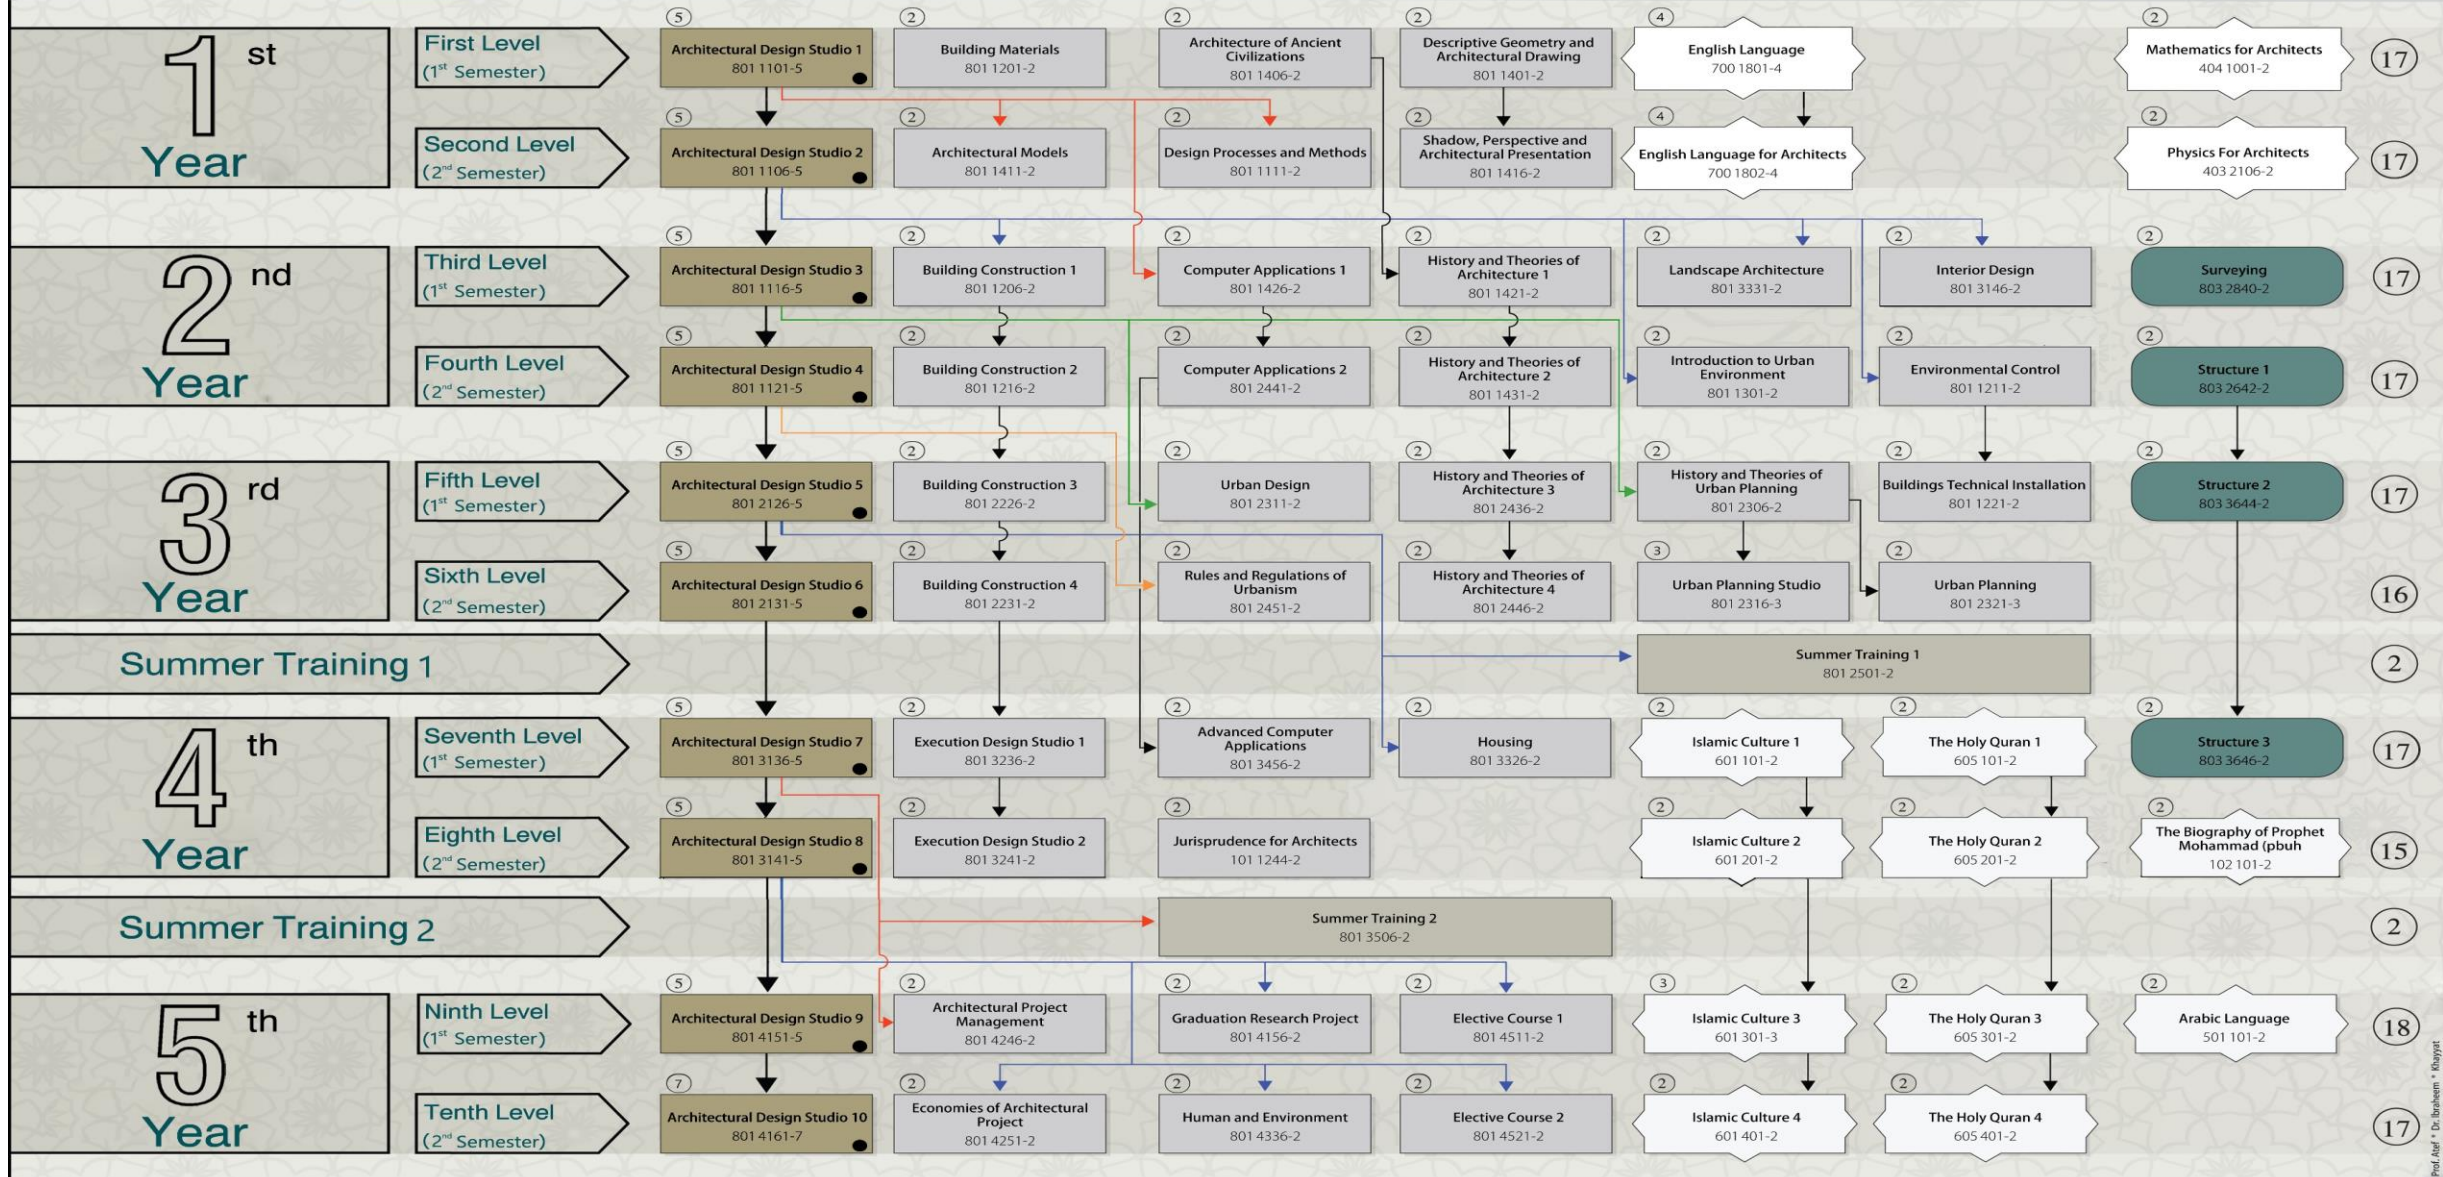 1 st
Year
First Level
(1st Semester)
5
Architectural Design Studio 1
801 1101-5
2
Building Materials
801 1201-2
2
Architecture of Ancient
Civilizations
801 1406-2
2
Descriptive Geometry and
Architectural Drawing
801 1401-2
4
English Language
700 1801-4
2
Mathematics for Architects
404 1001-2
17
Second Level
(2nd Semester)
5
Architectural Design Studio 2
801 1106-5
2
Architectural Models
801 1411-2
2
Design Processes and Methods
801 1111-2
2
Shadow, Perspective and
Architectural Presentation
801 1416-2
4
English Language for Architects
700 1802-4
2
Physics For Architects
403 2106-2
17
2 nd
Year
Third Level
(1st Semester)
5
Architectural Design Studio 3
801 1116-5
2
Building Construction 1
801 1206-2
2
Computer Applications 1
801 1426-2
2
History and Theories of
Architecture 1
801 1421-2
2
Landscape Architecture
801 3331-2
2
Interior Design
801 3146-2
2
Surveying
803 2840-2
17
Fourth Level
(2nd Semester)
5
Architectural Design Studio 4
801 1121-5
2
Building Construction 2
801 1216-2
2
Computer Applications 2
801 2441-2
2
History and Theories of
Architecture 2
801 1431-2
2
Introduction to Urban
Environment
801 1301-2
2
Environmental Control
801 1211-2
2
Structure 1
803 2642-2
17
3 rd
Year
Fifth Level
(1st Semester)
5
Architectural Design Studio 5
801 2126-5
2
Building Construction 3
801 2226-2
2
Urban Design
801 2311-2
2
History and Theories of
Architecture 3
801 2436-2
2
History and Theories of
Urban Planning
801 2306-2
2
Buildings Technical Installation
801 1221-2
2
Structure 2
803 3644-2
17
Sixth Level
(2nd Semester)
5
Architectural Design Studio 6
801 2131-5
2
Building Construction 4
801 2231-2
2
Rules and Regulations of
Urbanism
801 2451-2
2
History and Theories of
Architecture 4
801 2446-2
3
Urban Planning Studio
801 2316-3
2
Urban Planning
801 2321-3
16
Summer Training 1
Summer Training 1
801 2501-2
2
4 th
Year
Seventh Level
(1st Semester)
5
Architectural Design Studio 7
801 3136-5
2
Execution Design Studio 1
801 3236-2
2
Advanced Computer
Applications
801 3456-2
2
Housing
801 3326-2
2
Islamic Culture 1
601 101-2
2
The Holy Quran 1
605 101-2
2
Structure 3
803 3646-2
17
Eighth Level
(2nd Semester)
5
Architectural Design Studio 8
801 3141-5
2
Execution Design Studio 2
801 3241-2
2
Jurisprudence for Architects
101 1244-2
2
Islamic Culture 2
601 201-2
2
The Holy Quran 2
605 201-2
2
The Biography of Prophet
Mohammad (pbuh
102 101-2
15
Summer Training 2
Summer Training 2
801 3506-2
2
5 th
Year
Ninth Level
(1st Semester)
5
Architectural Design Studio 9
801 4151-5
2
Architectural Project
Management
801 4246-2
2
Graduation Research Project
801 4156-2
2
Elective Course 1
801 4511-2
3
Islamic Culture 3
601 301-3
2
The Holy Quran 3
605 301-2
2
Arabic Language
501 101-2
18
Tenth Level
(2nd Semester)
7
Architectural Design Studio 10
801 4161-7
2
Economies of Architectural
Project
801 4251-2
2
Human and Environment
801 4336-2
2
Elective Course 2
801 4521-2
2
Islamic Culture 4
601 401-2
2
The Holy Quran 4
605 401-2
17
Prof. Atef * Dr. Ibraheem * Khayyat